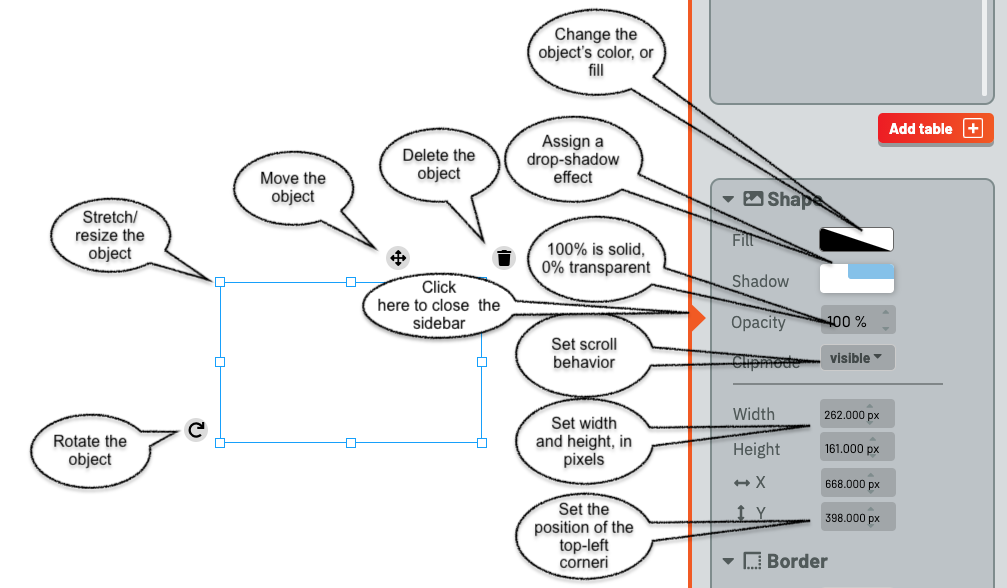 Change the
object's color, or
fill
Add table
Assign a
drop-shadow
effect
Delete the
object
Move the
object
Stretch/
resize the
object
Shape
Fill
100% is solid,
0% transparent
Shadow
Click
here to close the
sidebar
Opacity
100 %
Set scroll
behavior
Clipmode
visible
Set width
and height, in
pixels
Width
262.000 px
Height
161.000 px
Rotate the
object
X
668.000 px
Set the
position of the
top-left
corneri
Y
398.000 px
Border